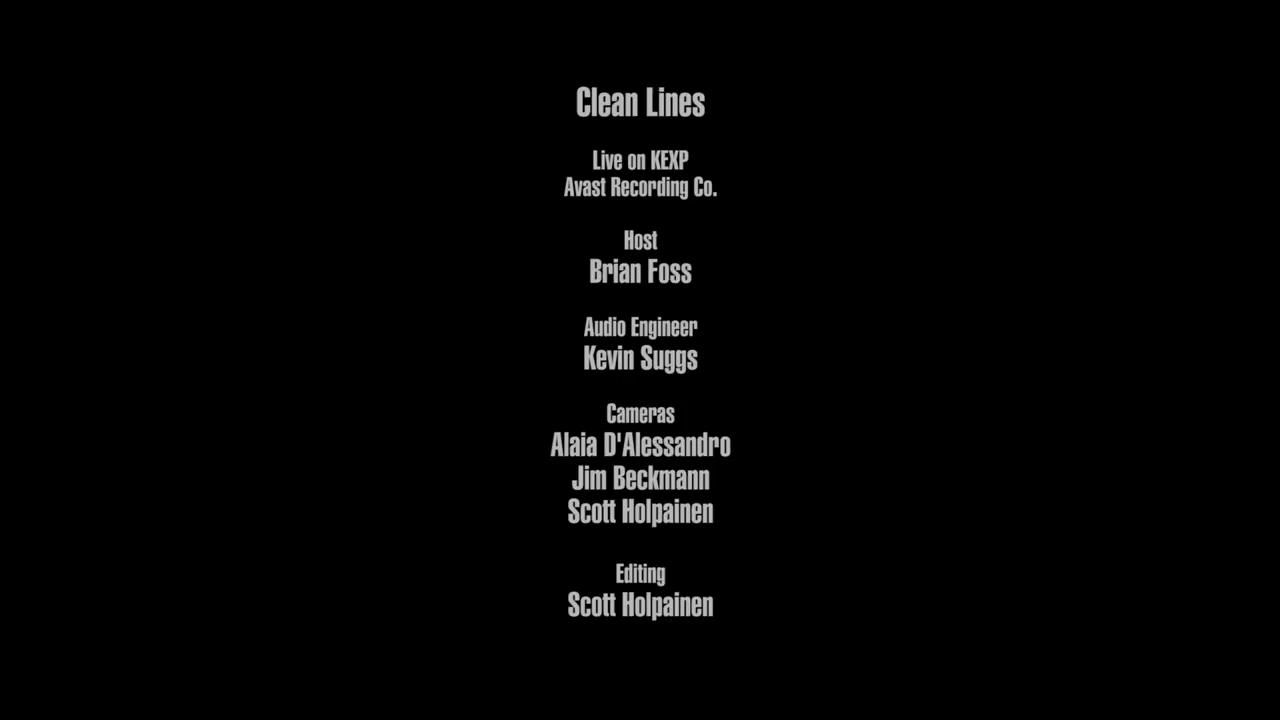 Clean Lines
Live on KEXP
Avast Recording Co.
Host
Brian Foss
Audio Engineer
Kevin Suggs
Cameras
Alaia D'Alessandro
Jim Beckmann
Scott Holpainen
Editing
Scott Holpainen